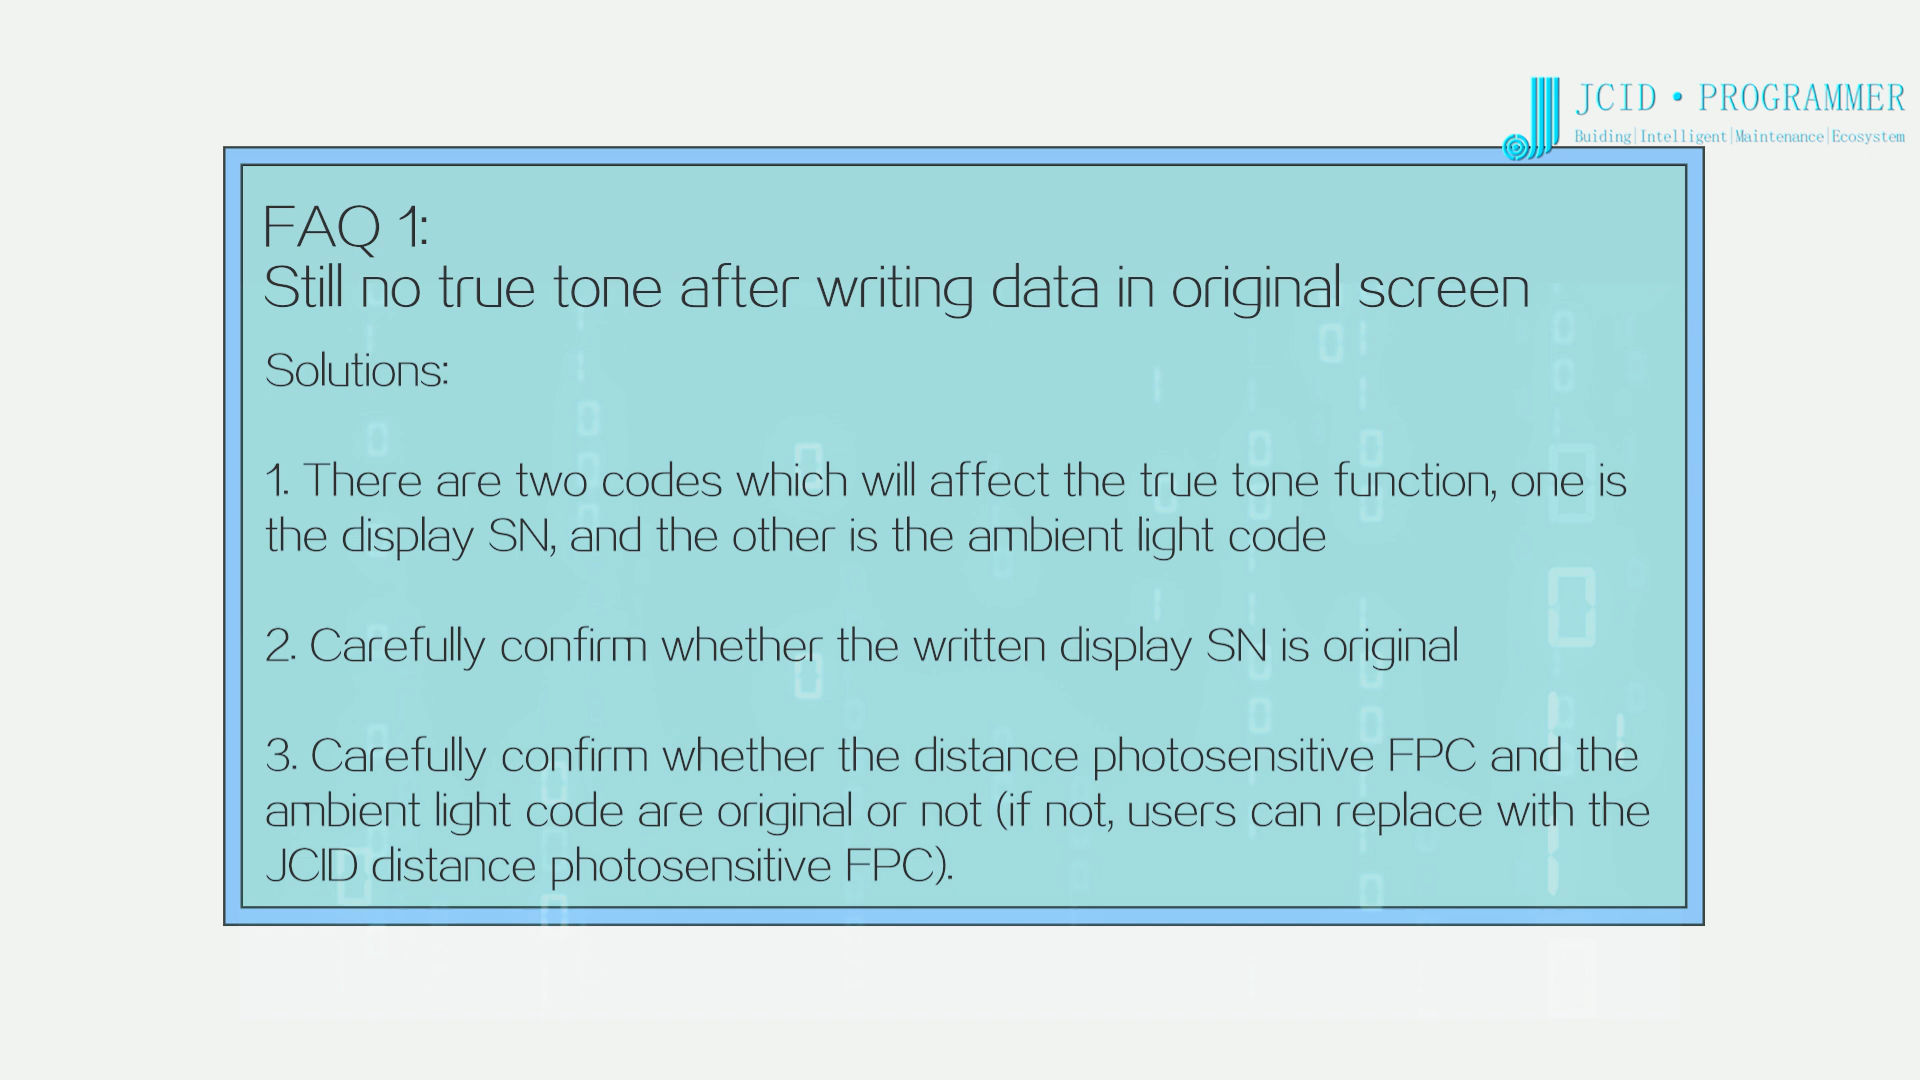 JCID • PROGRAMMER
Buiding|Intelligent|Maintenance|Ecosystem
FAQ 1:
Still no true tone after writing data in original screen
Solutions:
1. There are two codes which will affect the true tone function, one is
the display SN, and the other is the ambient light code
2. Carefully confirm whether the written display SN is original
3. Carefully confirm whether the distance photosensitive FPC and the
ambient light code are original or not (if not, users can replace with the
JCID distance photosensitive FPC).